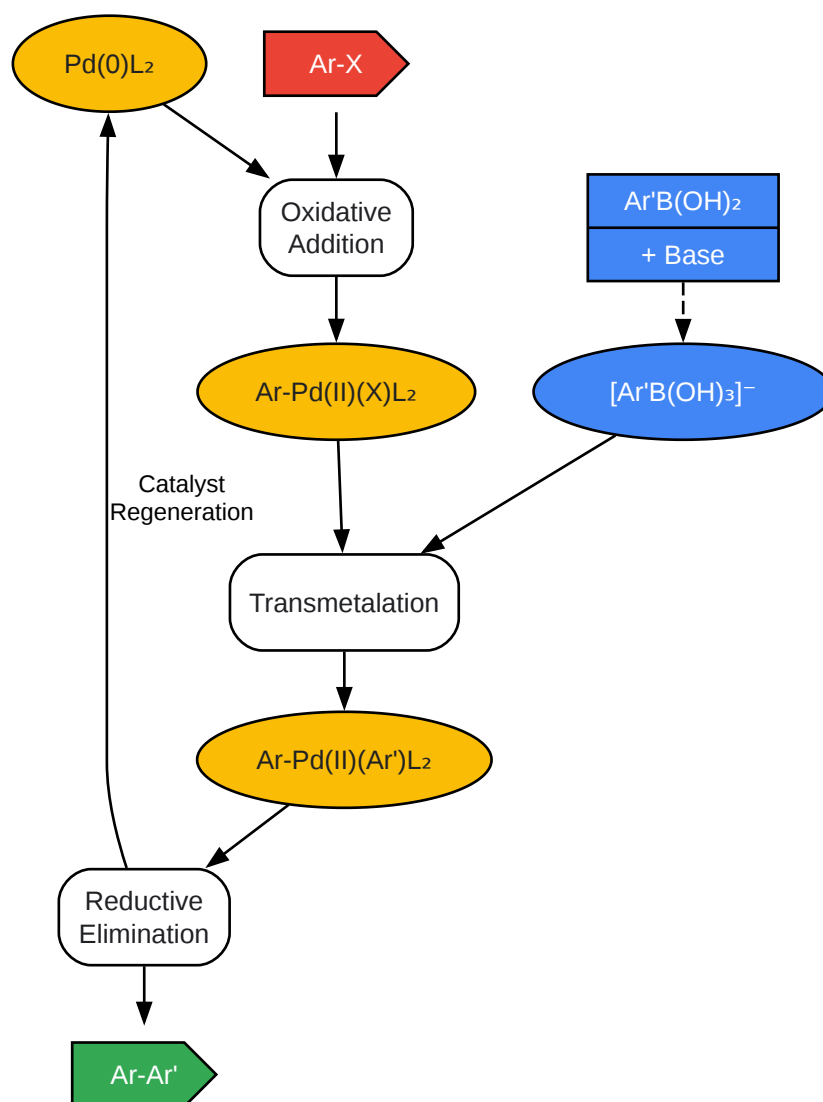 Pd(0)L₂
Ar-X
Oxidative
Addition
Ar'B(OH)₂
+ Base
Ar-Pd(II)(X)L₂
[Ar'B(OH)₃]⁻
Catalyst
Regeneration
Transmetalation
Ar-Pd(II)(Ar')L₂
Reductive
Elimination
Ar-Ar'